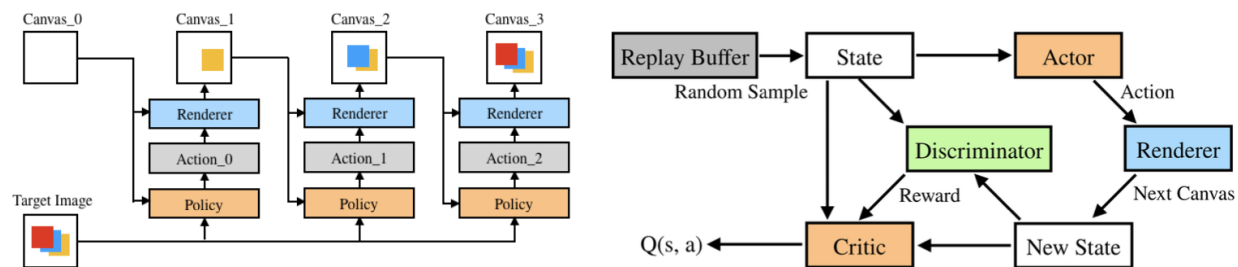 Canvas_0
Canvas_1
Canvas_2
Canvas_3
Renderer
Renderer
Renderer
Action_0
Action_1
Action_2
Target Image
Policy
Policy
Policy
Replay Buffer
State
Actor
Random Sample
Action
Discriminator
Renderer
Reward
Next Canvas
Q(s, a)
Critic
New State